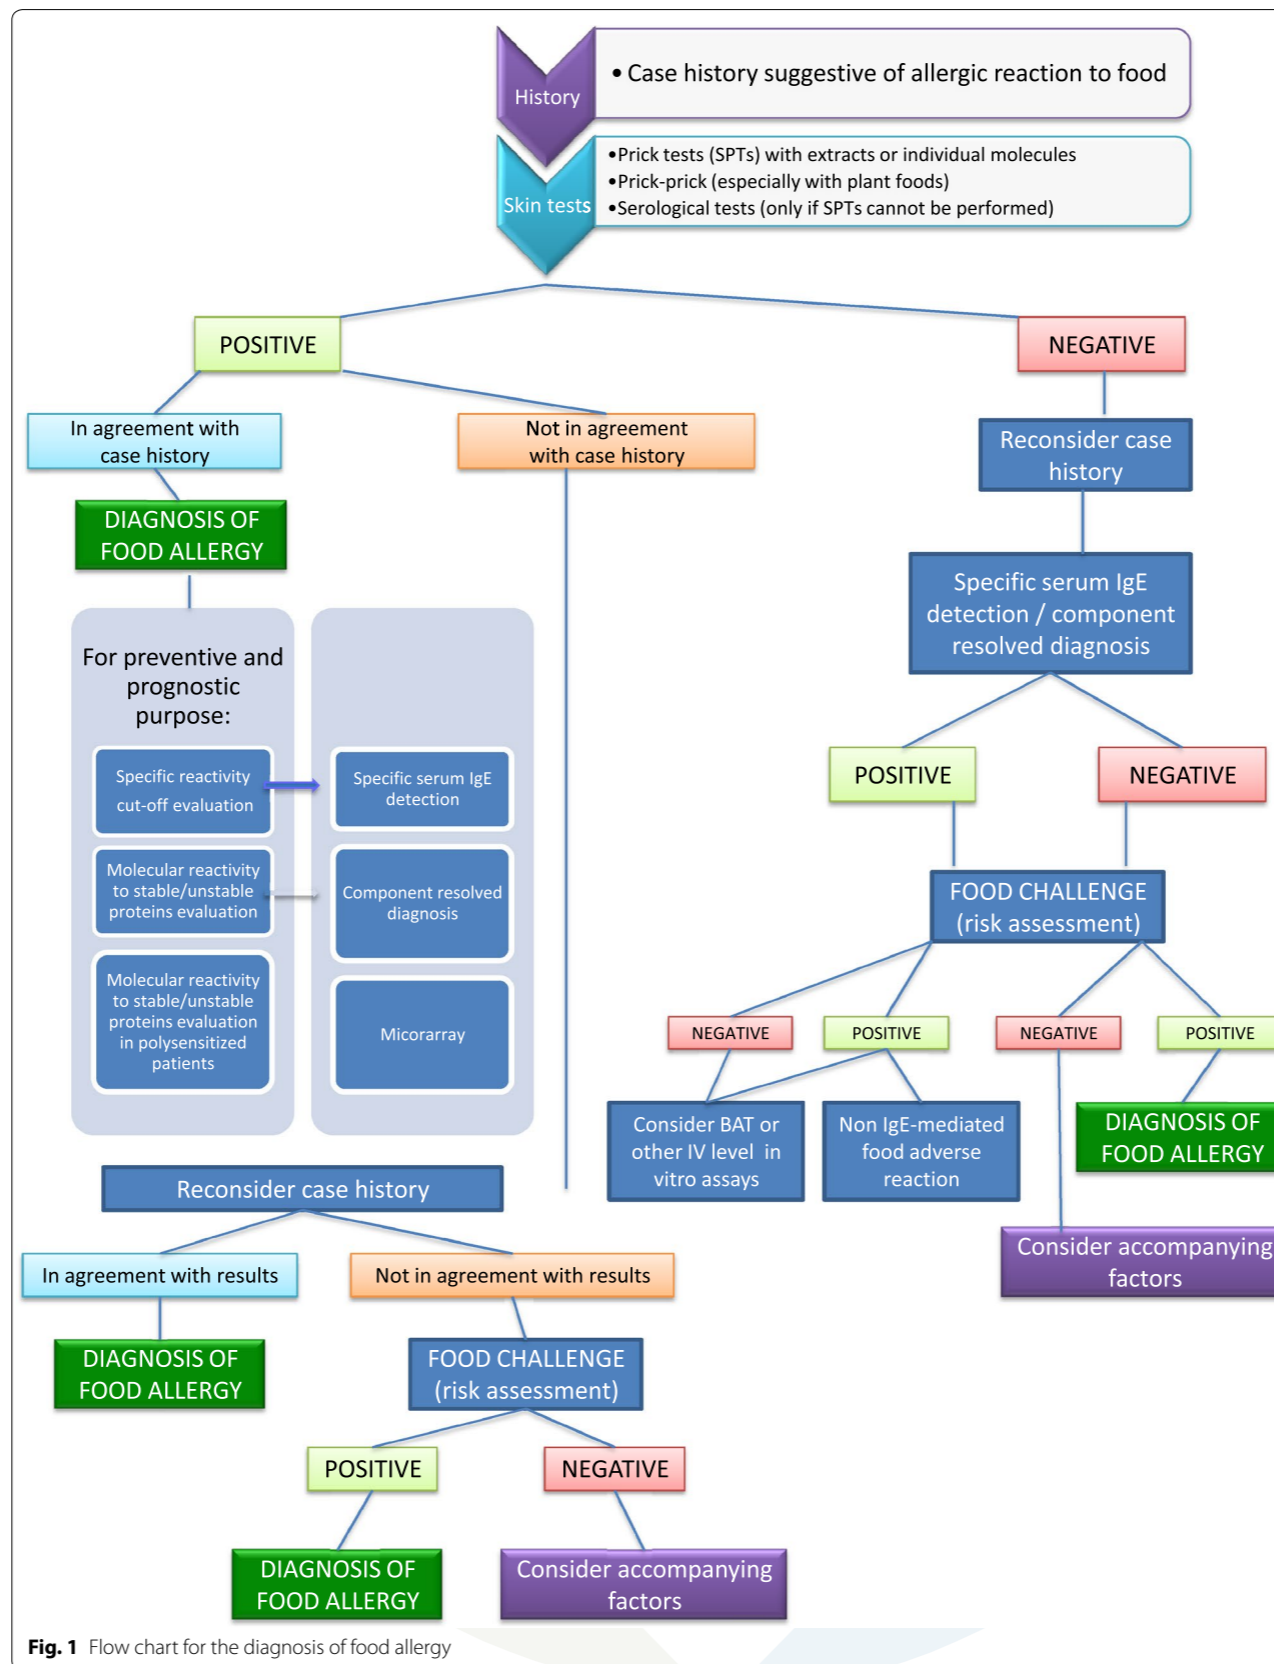 History
• Case history suggestive of allergic reaction to food
Skin tests
•Prick tests (SPTs) with extracts or individual molecules
•Prick-prick (especially with plant foods)
•Serological tests (only if SPTs cannot be performed)
POSITIVE
NEGATIVE
In agreement with
case history
Not in agreement
with case history
Reconsider case
history
DIAGNOSIS OF
FOOD ALLERGY
Specific serum IgE
detection / component
resolved diagnosis
For preventive and
prognostic
purpose:
Specific reactivity
cut-off evaluation
Specific serum IgE
detection
Molecular reactivity
to stable/unstable
proteins evaluation
Component resolved
diagnosis
Molecular reactivity
to stable/unstable
proteins evaluation
in polysensitized
patients
Micorarray
POSITIVE
NEGATIVE
FOOD CHALLENGE
(risk assessment)
NEGATIVE
POSITIVE
NEGATIVE
POSITIVE
Consider BAT or
other IV level in
vitro assays
Non IgE-mediated
food adverse
reaction
DIAGNOSIS OF
FOOD ALLERGY
Consider accompanying
factors
Reconsider case history
In agreement with results
Not in agreement with results
DIAGNOSIS OF
FOOD ALLERGY
FOOD CHALLENGE
(risk assessment)
POSITIVE
NEGATIVE
DIAGNOSIS OF
FOOD ALLERGY
Consider accompanying
factors
Fig. 1 Flow chart for the diagnosis of food allergy